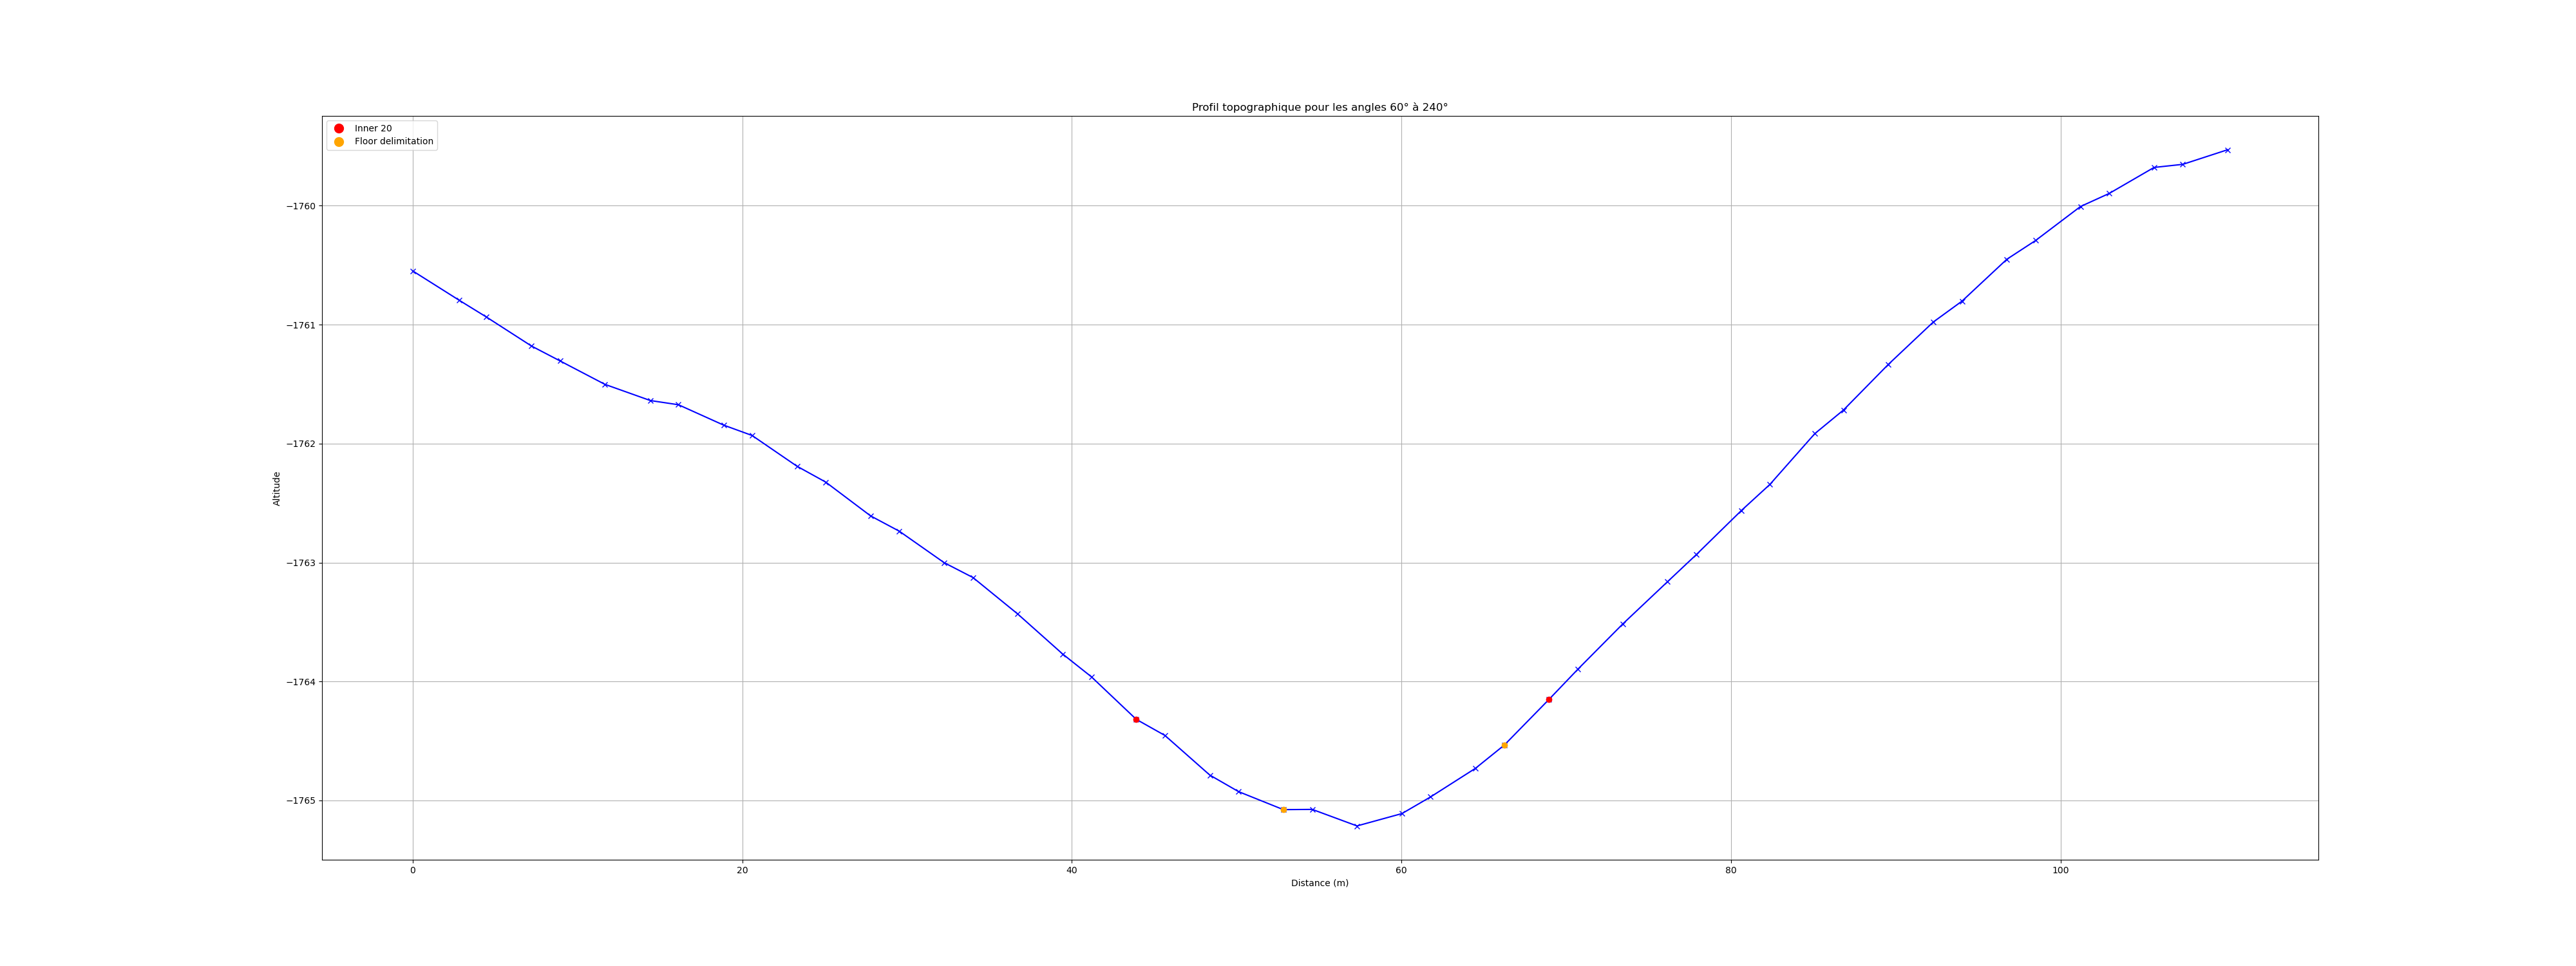 Profil topographique pour les angles 60° à 240°
Inner 20
Floor delimitation
−1760
−1761
−1762
−1763
−1764
−1765
Altitude
0 20 40 60 80 100
Distance (m)